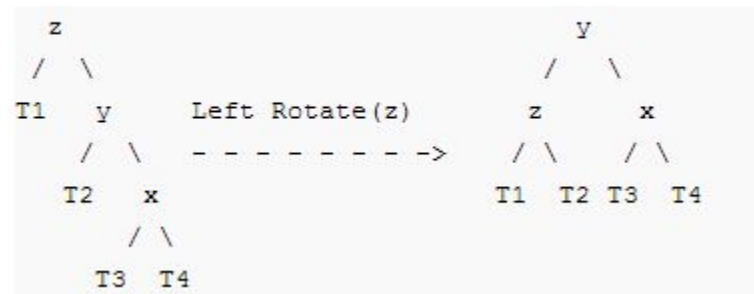 z y
/ \ / \
T1 y Left Rotate(z) z x
/ \ - - - - - - - -> / \ / \
T2 x T1 T2 T3 T4
/ \
T3 T4